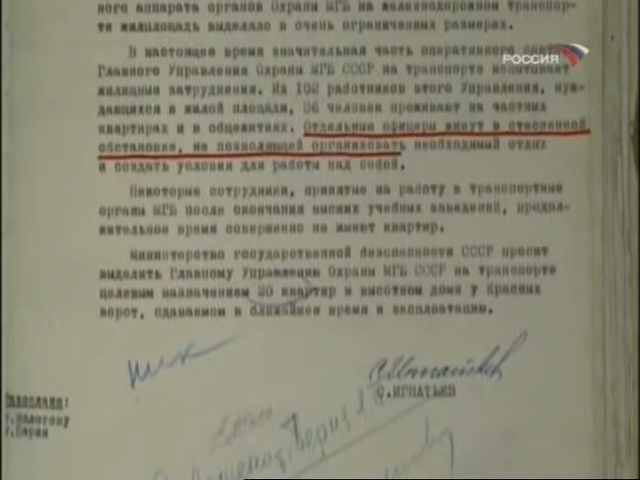 ного аппарата органов Охраны МГБ на железнодорожном транспор-
те жилплощадь выделяло в очень ограниченных размерах.
РОССИЯ
В настоящее время значительная часть оперативного
Главного Управления Охраны МГБ СССР на транспорте испытывает
жилищные затруднения. Из 102 работников этого Управления, нуж-
дающихся в жилой площади, 56 человек проживают на частных
квартирах и в общежитиях. Отдельные офицеры живут в стесненной
обстановке, не позволяющей организовать необходимый отдых
и создать условия для работы над собой.
Некоторые сотрудники, принятые на работу в транспортные
органы МГБ после окончания высших учебных заведений, продол-
жительное время совершенно не имеют квартир.
Министерство государственной безопасности СССР просит
выделить Главному Управлению Охраны МГБ СССР на транспорте
целевым назначением 20 квартир в высотном доме у Красных
ворот, сдаваемом в ближайшее время в эксплоатацию.
С.ИГНАТЬЕВ
т.Маленкову
т.Берия